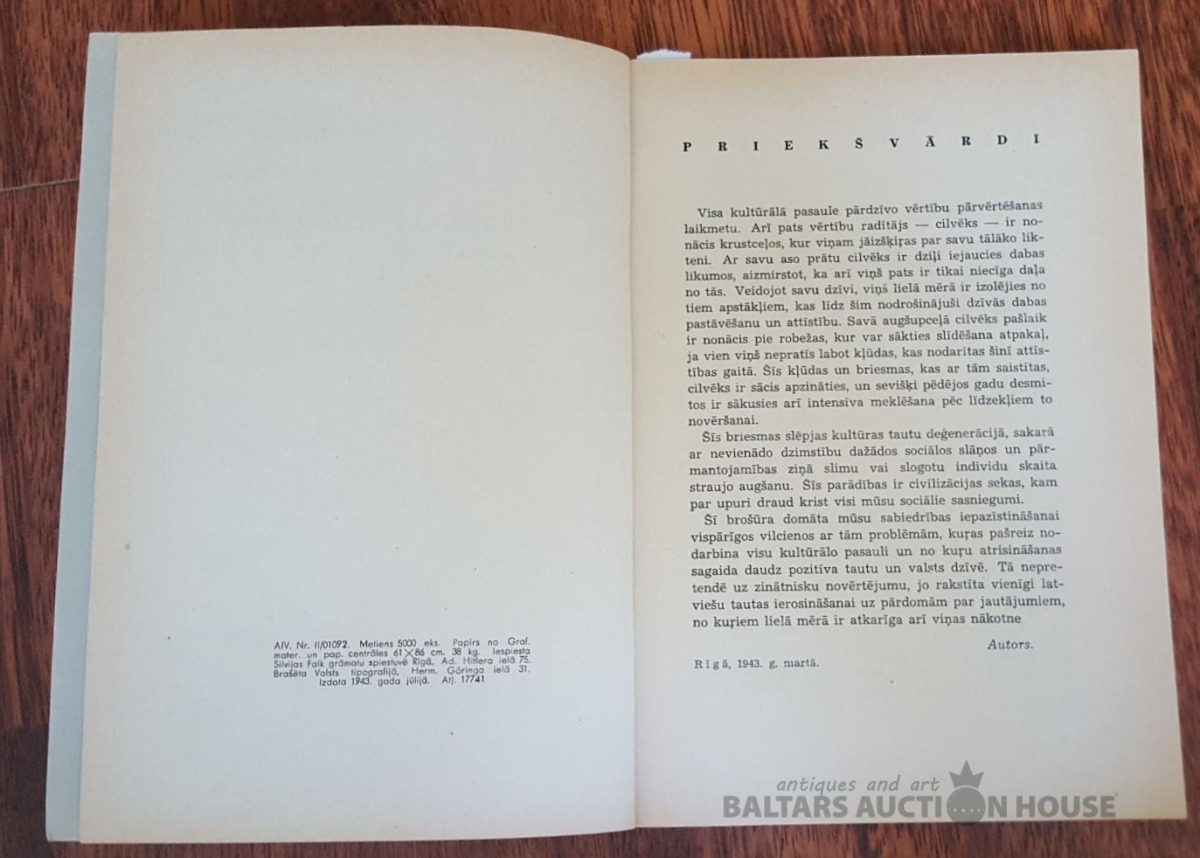 AIV. Nr. II/01092. Metiens 5000 eks. Papīrs no Graf.
mater. un pap. centrāles 61×86 cm. 38 kg. Iespiesta
Silvijas Falk grāmatu spiestuvē Rīgā, Ad. Hitlera ielā 75.
Brašēta Valsts tipografijā, Herm. Göringa ielā 31.
Izdota 1943. gada jūlijā. Atļ. 17741
PRIEKŠVĀRDI
Visa kultūrālā pasaule pārdzīvo vērtību pārvērtēšanas
laikmetu. Arī pats vērtību radītājs — cilvēks — ir no-
nācis krustceļos, kur viņam jāizšķiŗas par savu tālāko lik-
teni. Ar savu aso prātu cilvēks ir dziļi iejaucies dabas
likumos, aizmirstot, ka arī viņš pats ir tikai niecīga daļa
no tās. Veidojot savu dzīvi, viņš lielā mērā ir izolējies no
tiem apstākļiem, kas līdz šim nodrošinājuši dzīvās dabas
pastāvēšanu un attīstību. Savā augšupceļā cilvēks pašlaik
ir nonācis pie robežas, kur var sākties slīdēšana atpakaļ,
ja vien viņš nepratīs labot kļūdas, kas nodarītas šinī attīs-
tības gaitā. Šīs kļūdas un briesmas, kas ar tām saistītas,
cilvēks ir sācis apzināties, un sevišķi pēdējos gadu desmi-
tos ir sākusies arī intensīva meklēšana pēc līdzekļiem to
novēršanai.
Šīs briesmas slēpjas kultūras tautu deģenerācijā, sakarā
ar nevienādo dzimstību dažādos sociālos slāņos un pār-
mantojamības ziņā slimu vai slogotu individu skaita
straujo augšanu. Šīs parādības ir civīlizācijas sekas, kam
par upuri draud krist visi mūsu sociālie sasniegumi.
Šī brošūra domāta mūsu sabiedrības iepazīstināšanai
vispārīgos vilcienos ar tām problēmām, kuŗas pašreiz no-
darbina visu kultūrālo pasauli un no kuŗu atrisināšanas
sagaida daudz pozitīva tautu un valsts dzīvē. Tā nepre-
tendē uz zinātnisku novērtējumu, jo rakstīta vienīgi lat-
viešu tautas ierosināšanai uz pārdomām par jautājumiem,
no kuŗiem lielā mērā ir atkarīga arī viņas nākotne
Autors.
Rīgā, 1943. g. martā.
antiques and art
BALTARS AUCTION HOUSE